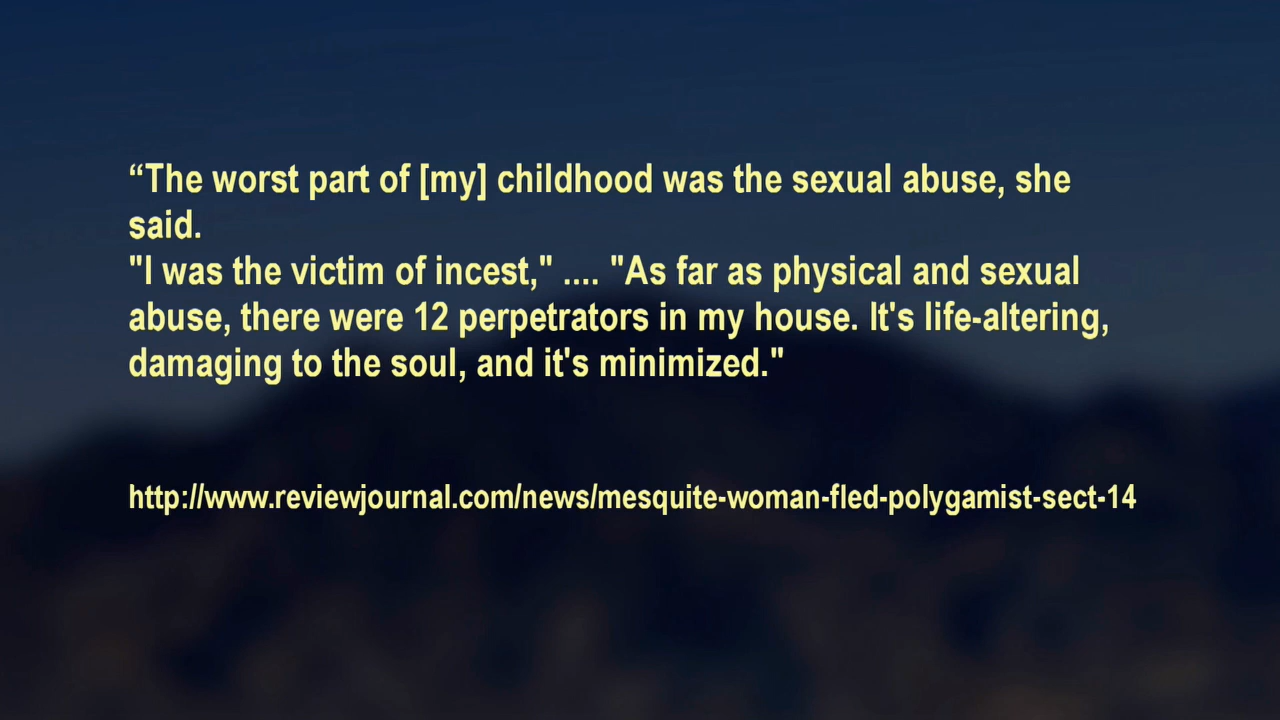 “The worst part of [my] childhood was the sexual abuse, she
said.
"I was the victim of incest," .... "As far as physical and sexual
abuse, there were 12 perpetrators in my house. It's life-altering,
damaging to the soul, and it's minimized."
http://www.reviewjournal.com/news/mesquite-woman-fled-polygamist-sect-14